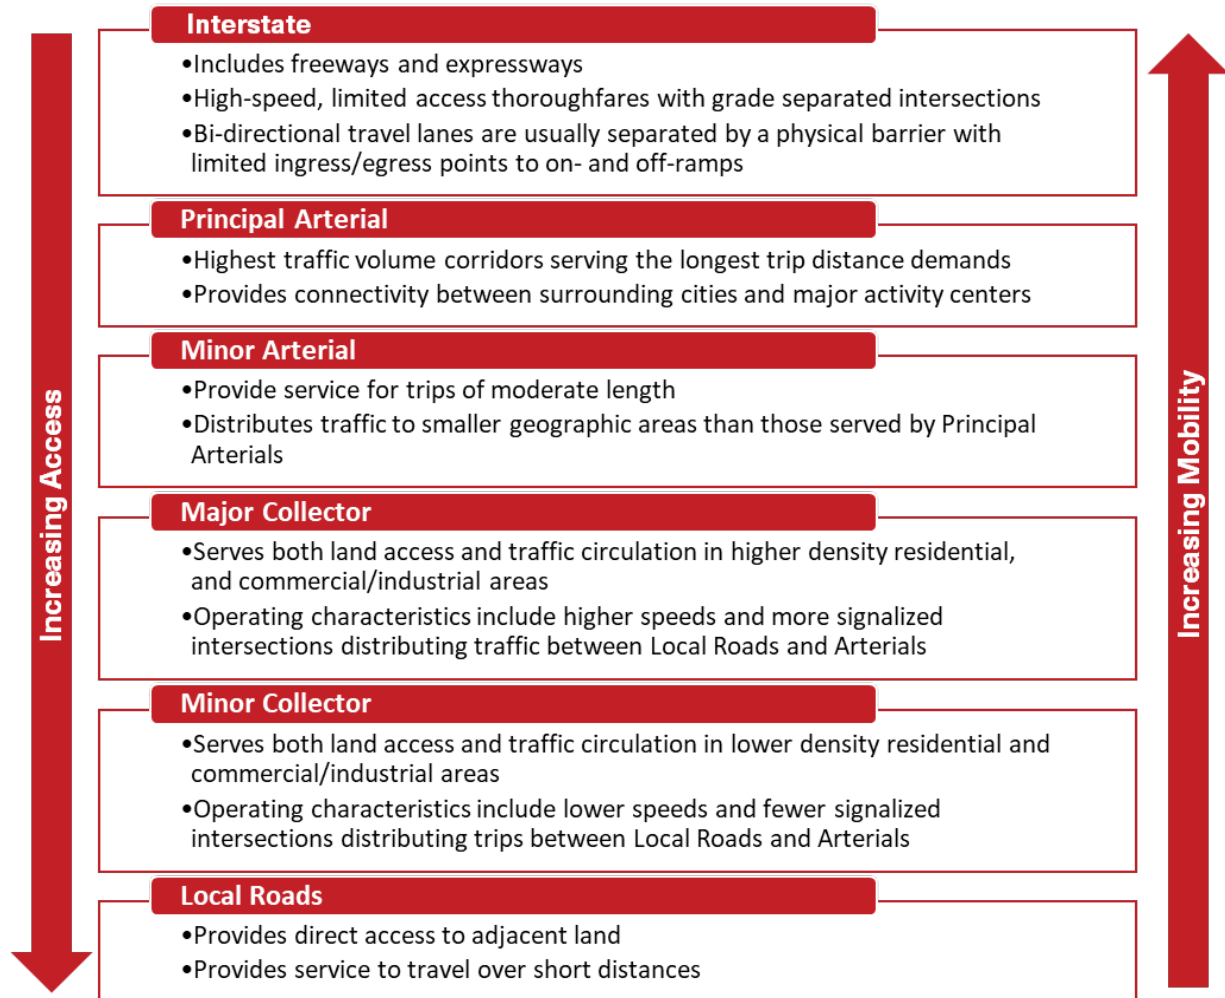 Interstate
•Includes freeways and expressways
•High-speed, limited access thoroughfares with grade separated intersections
•Bi-directional travel lanes are usually separated by a physical barrier with
limited ingress/egress points to on- and off-ramps
Principal Arterial
•Highest traffic volume corridors serving the longest trip distance demands
•Provides connectivity between surrounding cities and major activity centers
Minor Arterial
•Provide service for trips of moderate length
•Distributes traffic to smaller geographic areas than those served by Principal
Arterials
Major Collector
•Serves both land access and traffic circulation in higher density residential,
and commercial/industrial areas
•Operating characteristics include higher speeds and more signalized
intersections distributing traffic between Local Roads and Arterials
Minor Collector
•Serves both land access and traffic circulation in lower density residential and
commercial/industrial areas
•Operating characteristics include lower speeds and fewer signalized
intersections distributing trips between Local Roads and Arterials
Local Roads
•Provides direct access to adjacent land
•Provides service to travel over short distances
Increasing Access
Increasing Mobility